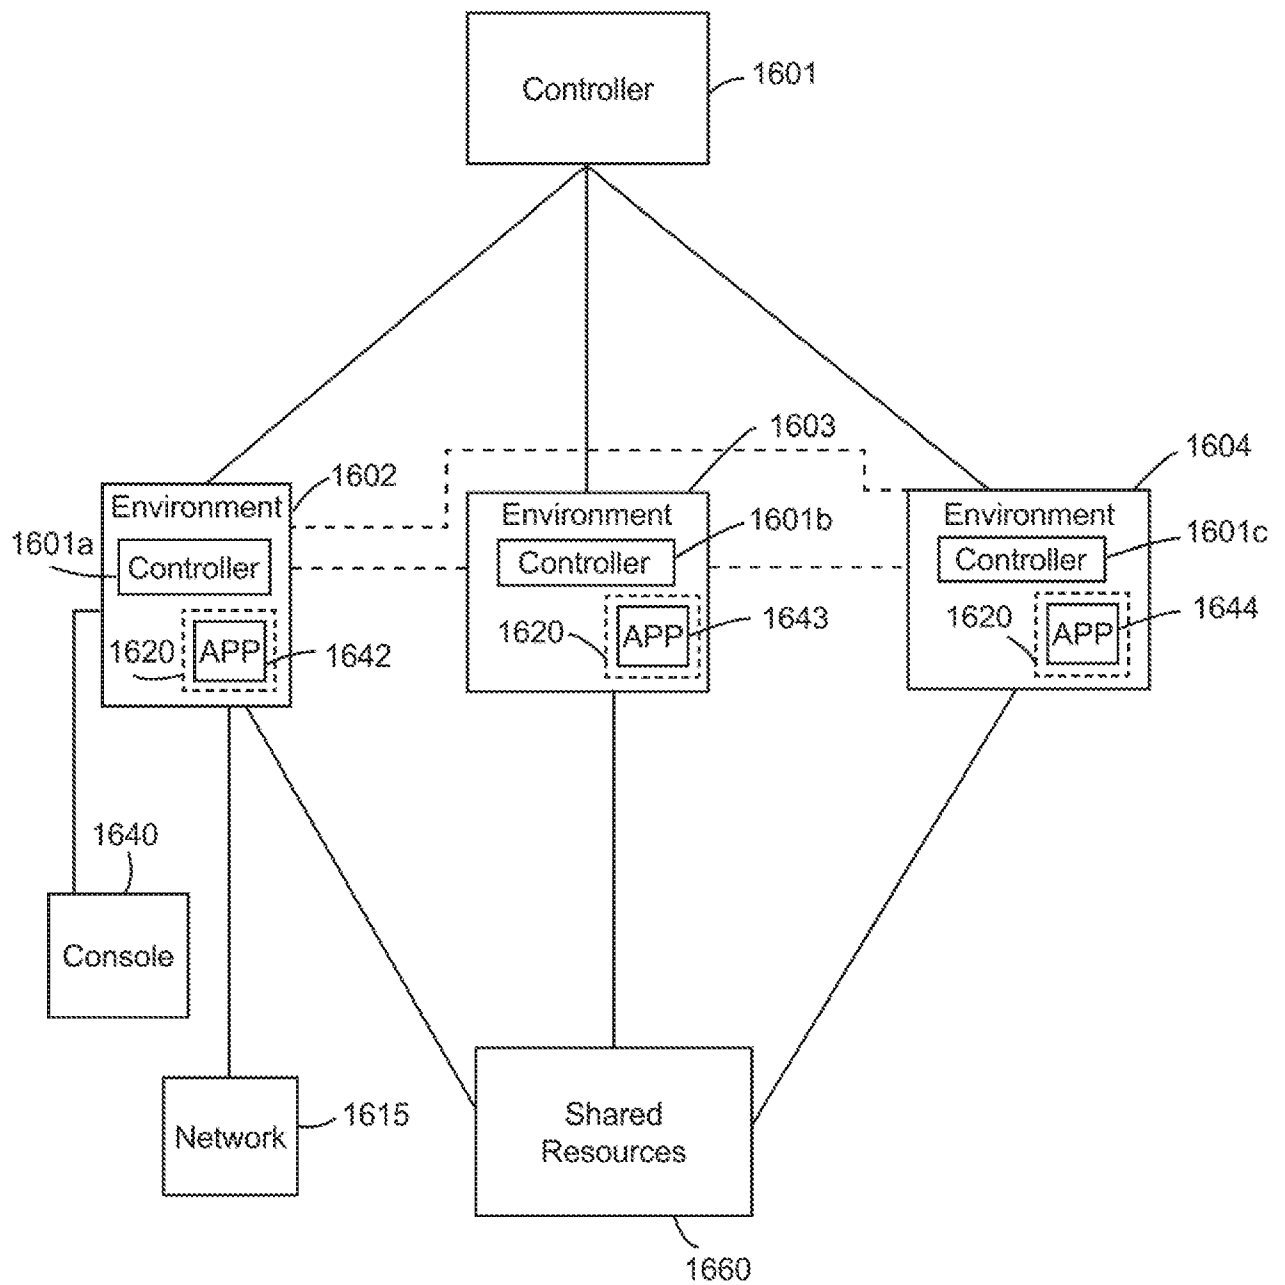 Controller
1601
1603
1604
1602
Environment
Environment
Environment
1601a
Controller
1601b
Controller
1601c
Controller
1620
APP
1642
1620
APP
1643
1620
APP
1644
1640
Console
Network
1615
Shared
Resources
1660